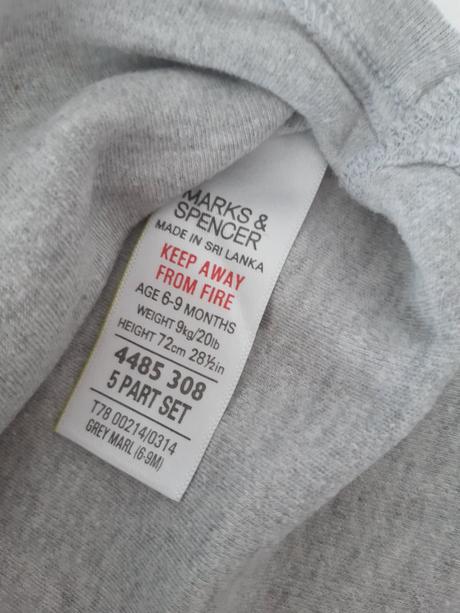 MARKS &
SPENCER
MADE IN SRI LANKA
KEEP AWAY
FROM FIRE
AGE 6-9 MONTHS
WEIGHT 9kg/20lb
HEIGHT 72cm 28½in
4485 308
5 PART SET
T78 00214/0314
GREY MARL (6-9M)